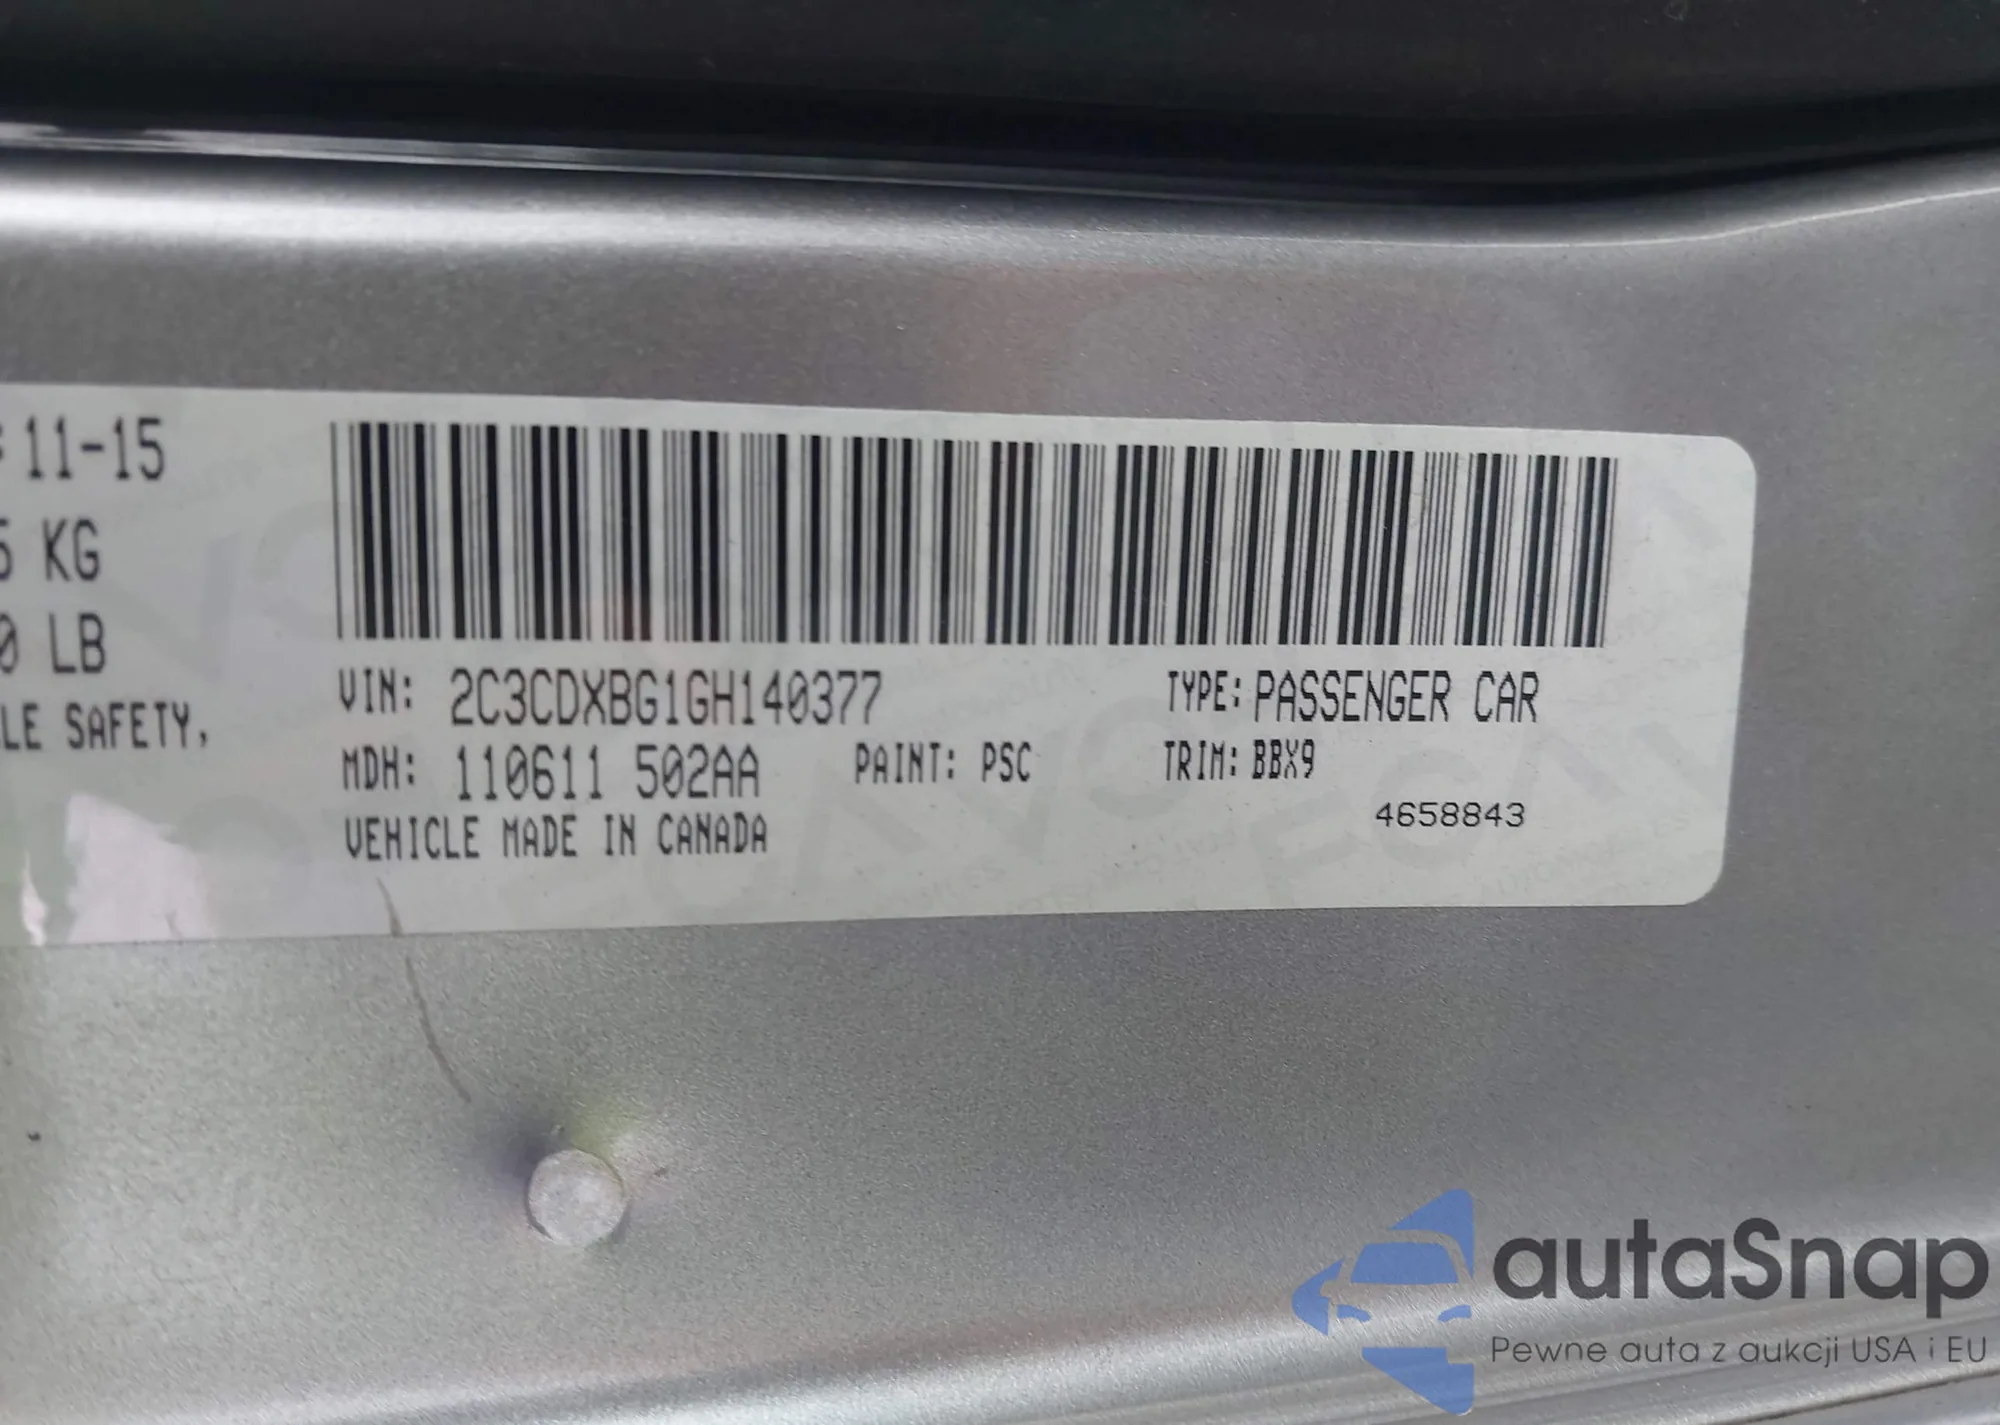 11-15
KG
0 LB
LE SAFETY,
VIN: 2C3CDXBG1GH140377
TYPE: PASSENGER CAR
MDH: 110611 502AA
PAINT: PSC
TRIM: BBX9
VEHICLE MADE IN CANADA
4658843
autaSnap
Pewne auta z aukcji USA i EU